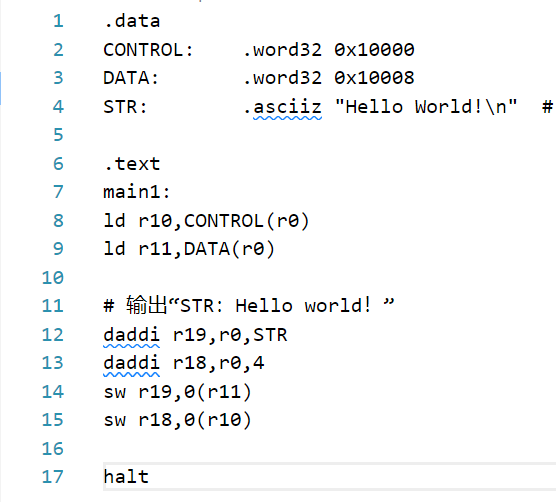 1 .data
2 CONTROL: .word32 0x10000
3 DATA: .word32 0x10008
4 STR: .asciiz "Hello World!\n" #
5
6 .text
7 main1:
8 ld r10,CONTROL(r0)
9 ld r11,DATA(r0)
10
11 # 输出“STR: Hello world! ”
12 daddi r19,r0,STR
13 daddi r18,r0,4
14 sw r19,0(r11)
15 sw r18,0(r10)
16
17 halt